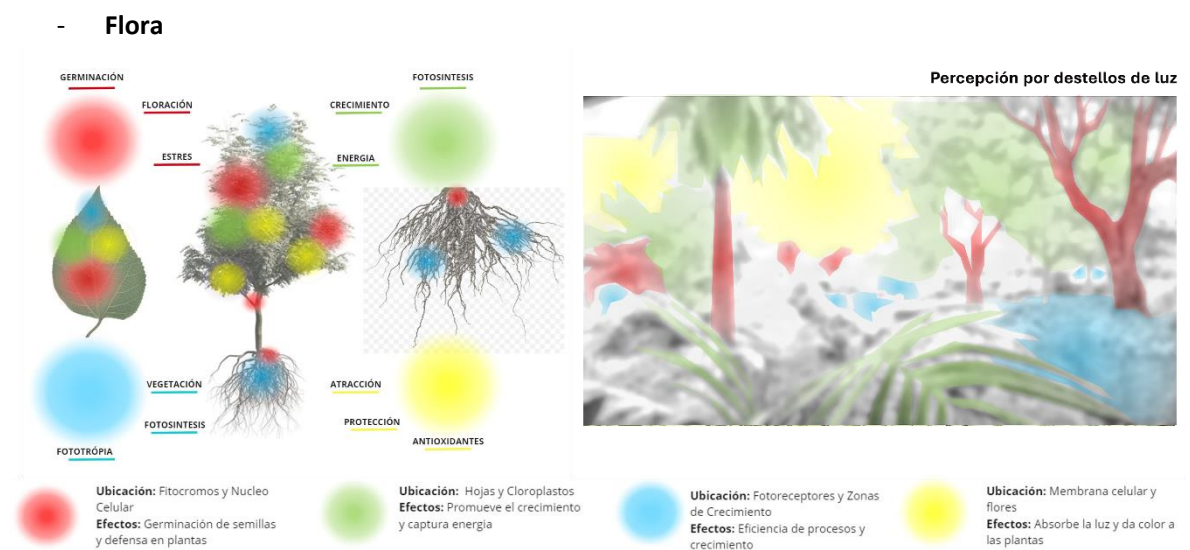 - Flora
GERMINACIÓN
FLORACIÓN
ESTRES
FOTOSINTESIS
CRECIMIENTO
ENERGIA
VEGETACIÓN
FOTOSINTESIS
FOTOTRÓPIA
ATRACCIÓN
PROTECCIÓN
ANTIOXIDANTES
Percepción por destellos de luz
Ubicación: Fitocromos y Nucleo
Celular
Efectos: Germinación de semillas
y defensa en plantas
Ubicación: Hojas y Cloroplastos
Efectos: Promueve el crecimiento
y captura energia
Ubicación: Fotoreceptores y Zonas
de Crecimiento
Efectos: Eficiencia de procesos y
crecimiento
Ubicación: Membrana celular y
flores
Efectos: Absorbe la luz y da color a
las plantas